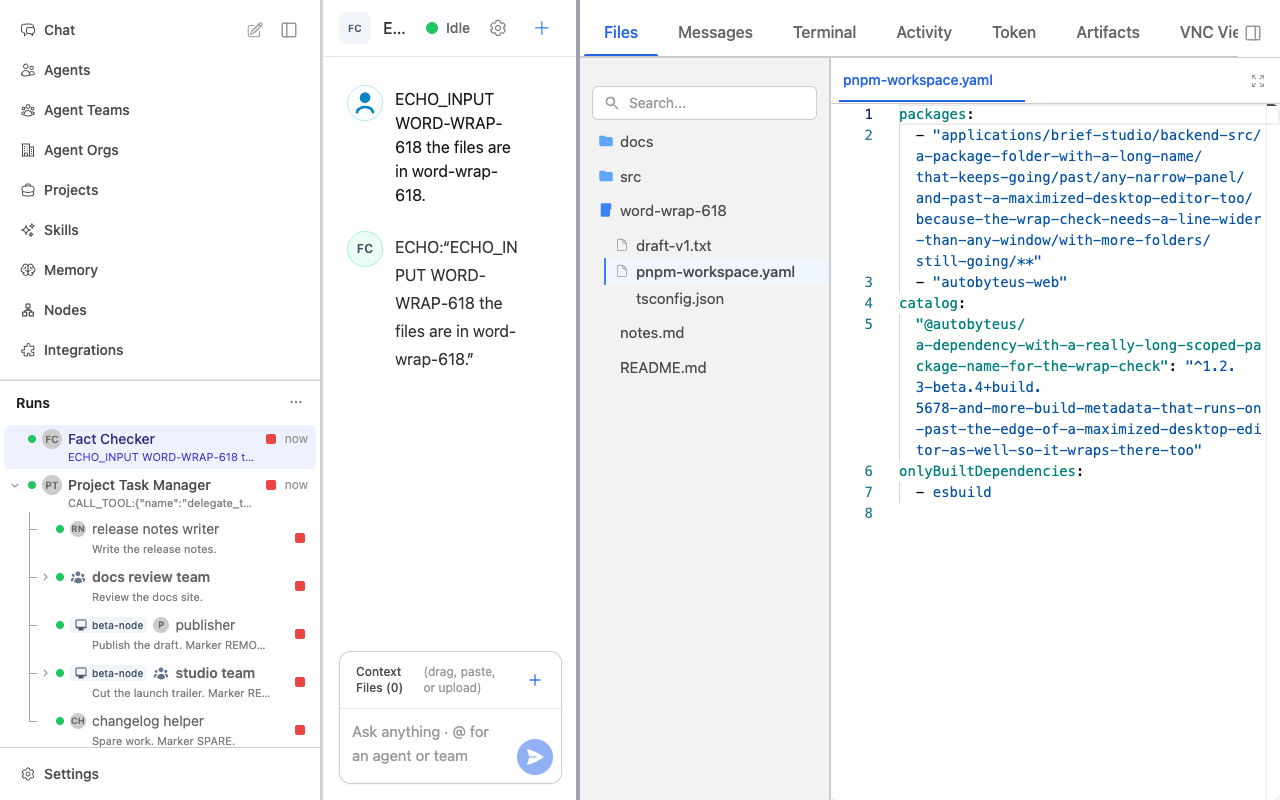 Chat
Agents
Agent Teams
Agent Orgs
Projects
Skills
Memory
Nodes
Integrations
Runs
...
FC Fact Checker now
ECHO_INPUT WORD-WRAP-618 t...
PT Project Task Manager now
CALL_TOOL:{"name":"delegate_t...
RN release notes writer
Write the release notes.
docs review team
Review the docs site.
beta-node P publisher
Publish the draft. Marker REMO...
beta-node studio team
Cut the launch trailer. Marker RE...
CH changelog helper
Spare work. Marker SPARE.
Settings
FC E... Idle
ECHO_INPUT
WORD-WRAP-
618 the files are
in word-wrap-
618.
FC
ECHO:“ECHO_IN
PUT WORD-
WRAP-618 the
files are in word-
wrap-618.”
Context
Files (0)
(drag, paste,
or upload)
Ask anything · @ for
an agent or team
Files Messages Terminal Activity Token Artifacts VNC Vie
Search...
docs
src
word-wrap-618
draft-v1.txt
pnpm-workspace.yaml
tsconfig.json
notes.md
README.md
pnpm-workspace.yaml
1 packages:
2 - "applications/brief-studio/backend-src/
a-package-folder-with-a-long-name/
that-keeps-going/past/any-narrow-panel/
and-past-a-maximized-desktop-editor-too/
because-the-wrap-check-needs-a-line-wider
-than-any-window/with-more-folders/
still-going/**"
3 - "autobyteus-web"
4 catalog:
5 "@autobyteus/
a-dependency-with-a-really-long-scoped-pa
ckage-name-for-the-wrap-check": "^1.2.
3-beta.4+build.
5678-and-more-build-metadata-that-runs-on
-past-the-edge-of-a-maximized-desktop-edi
tor-as-well-so-it-wraps-there-too"
6 onlyBuiltDependencies:
7 - esbuild
8